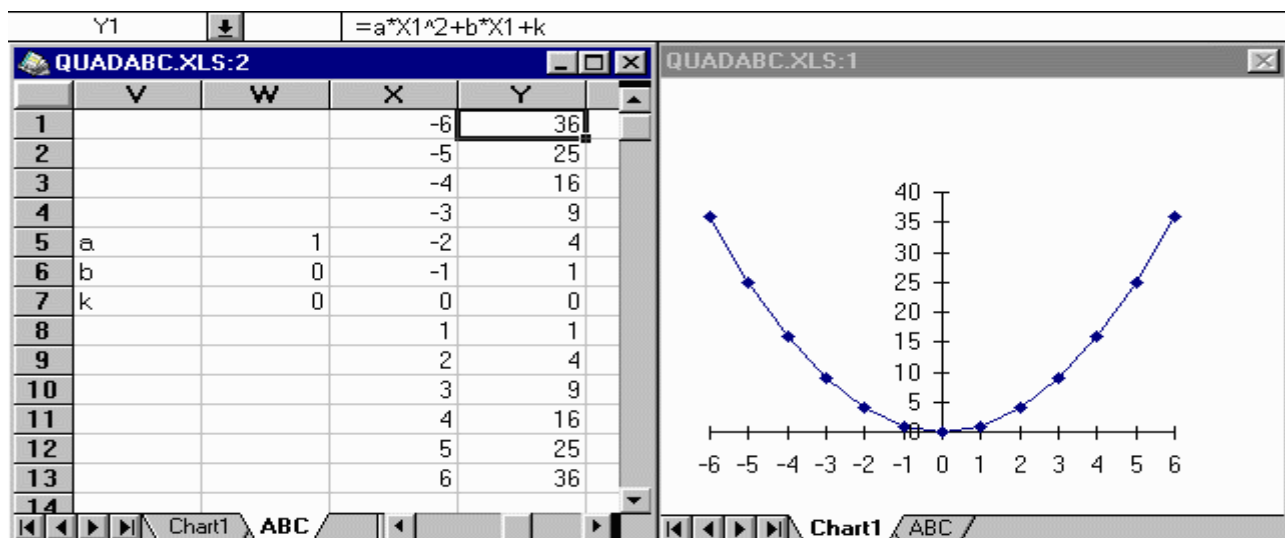 Y1 =a*X1^2+b*X1+k
QUADABC.XLS:2
V W X Y
1 -6 36
2 -5 25
3 -4 16
4 -3 9
5 a 1 -2 4
6 b 0 -1 1
7 k 0 0 0
8 1 1
9 2 4
10 3 9
11 4 16
12 5 25
13 6 36
14
Chart1 ABC
QUADABC.XLS:1
40
35
30
25
20
15
10
5
0
-6 -5 -4 -3 -2 -1 0 1 2 3 4 5 6
Chart1 ABC